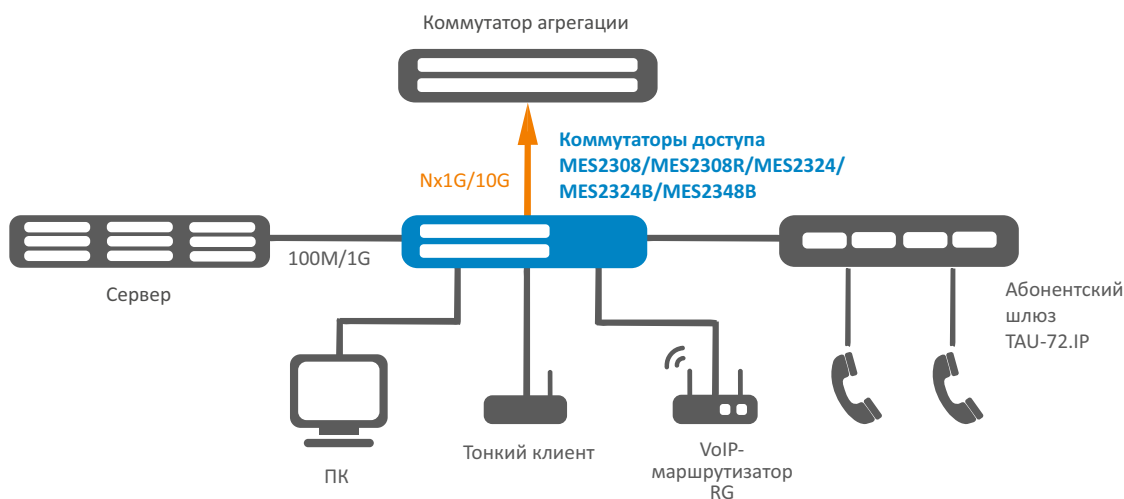 Коммутатор агрегации
Коммутаторы доступа
MES2308/MES2308R/MES2324/
MES2324B/MES2348B
Nx1G/10G
100M/1G
Сервер
Абонентский
шлюз
TAU-72.IP
ПК
Тонкий клиент
VoIP-
маршрутизатор
RG